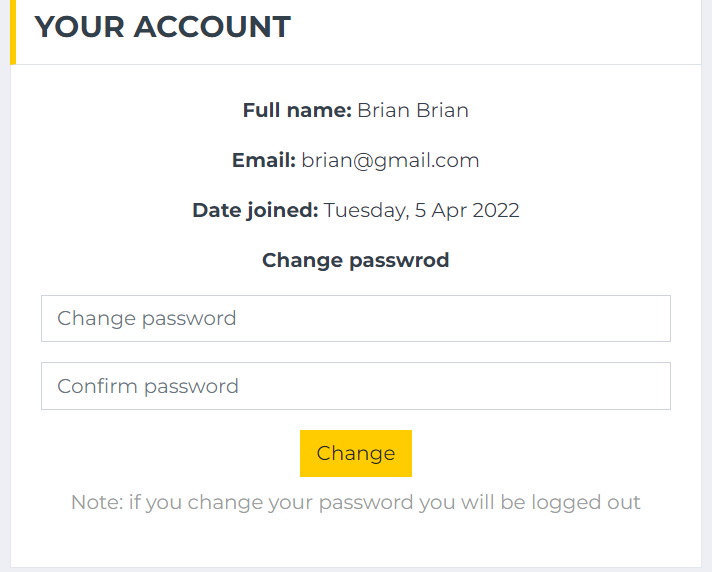 YOUR ACCOUNT
Full name: Brian Brian
Email: brian@gmail.com
Date joined: Tuesday, 5 Apr 2022
Change passwrod
Change password
Confirm password
Change
Note: if you change your password you will be logged out